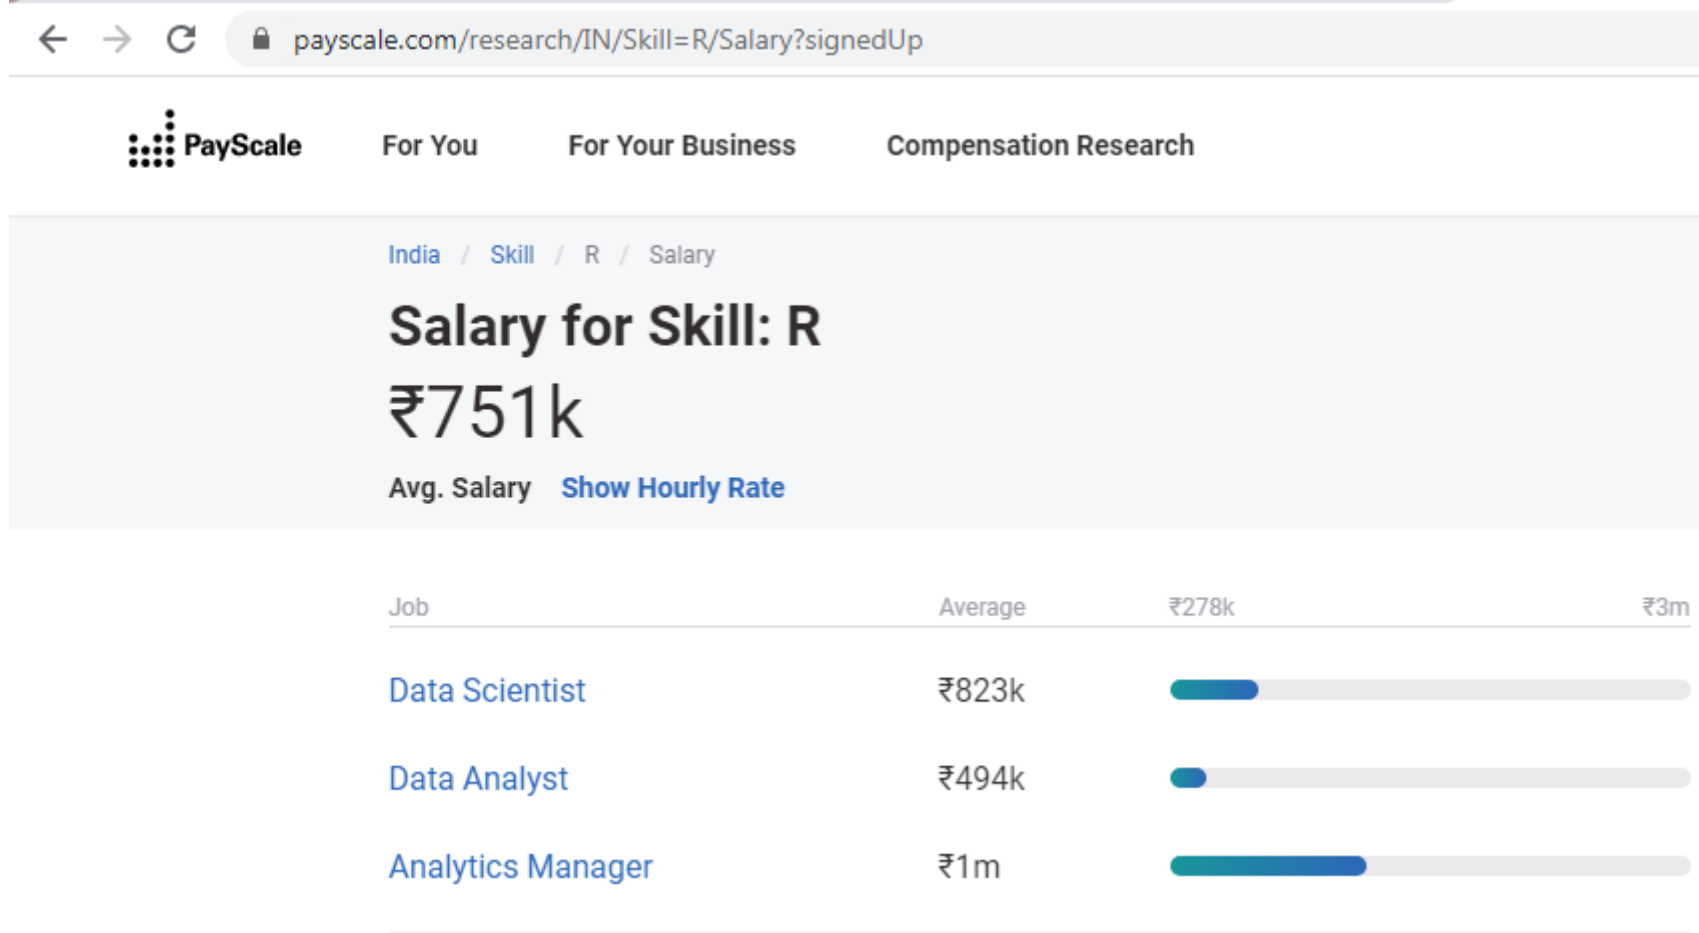 payscale.com/research/IN/Skill=R/Salary?signedUp
PayScale For You For Your Business Compensation Research
India / Skill / R / Salary
Salary for Skill: R
₹751k
Avg. Salary Show Hourly Rate
Job Average ₹278k ₹3m
Data Scientist ₹823k
Data Analyst ₹494k
Analytics Manager ₹1m